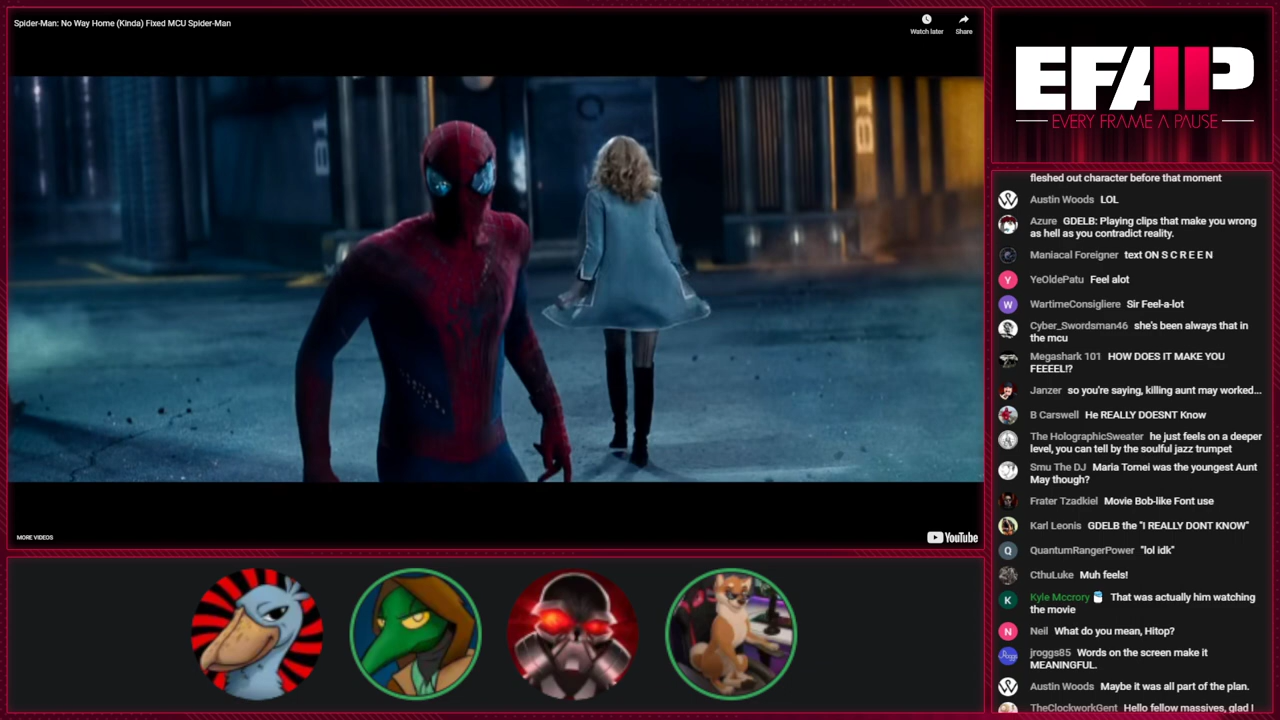 Spider-Man: No Way Home (Kinda) Fixed MCU Spider-Man
Watch later
Share
MORE VIDEOS
YouTube
EFAP
EVERY FRAME A PAUSE
fleshed out character before that moment
Austin Woods LOL
Azure GDELB: Playing clips that make you wrong
as hell as you contradict reality.
Maniacal Foreigner text ON S C R E E N
Y
YeOldePatu Feel alot
W
WartimeConsigliere Sir Feel-a-lot
Cyber_Swordsman46 she's been always that in
the mcu
Megashark 101 HOW DOES IT MAKE YOU
FEEEEL!?
Janzer so you're saying, killing aunt may worked...
B Carswell He REALLY DOESNT Know
The HolographicSweater he just feels on a deeper
level, you can tell by the soulful jazz trumpet
Smu The DJ Maria Tomei was the youngest Aunt
May though?
Frater Tzadkiel Movie Bob-like Font use
Karl Leonis GDELB the "I REALLY DONT KNOW"
Q
QuantumRangerPower "lol idk"
CthuLuke Muh feels!
K
Kyle Mccrory That was actually him watching
the movie
N
Neil What do you mean, Hitop?
jroggs85 Words on the screen make it
MEANINGFUL.
Austin Woods Maybe it was all part of the plan.
TheClockworkGent Hello fellow massives, glad I